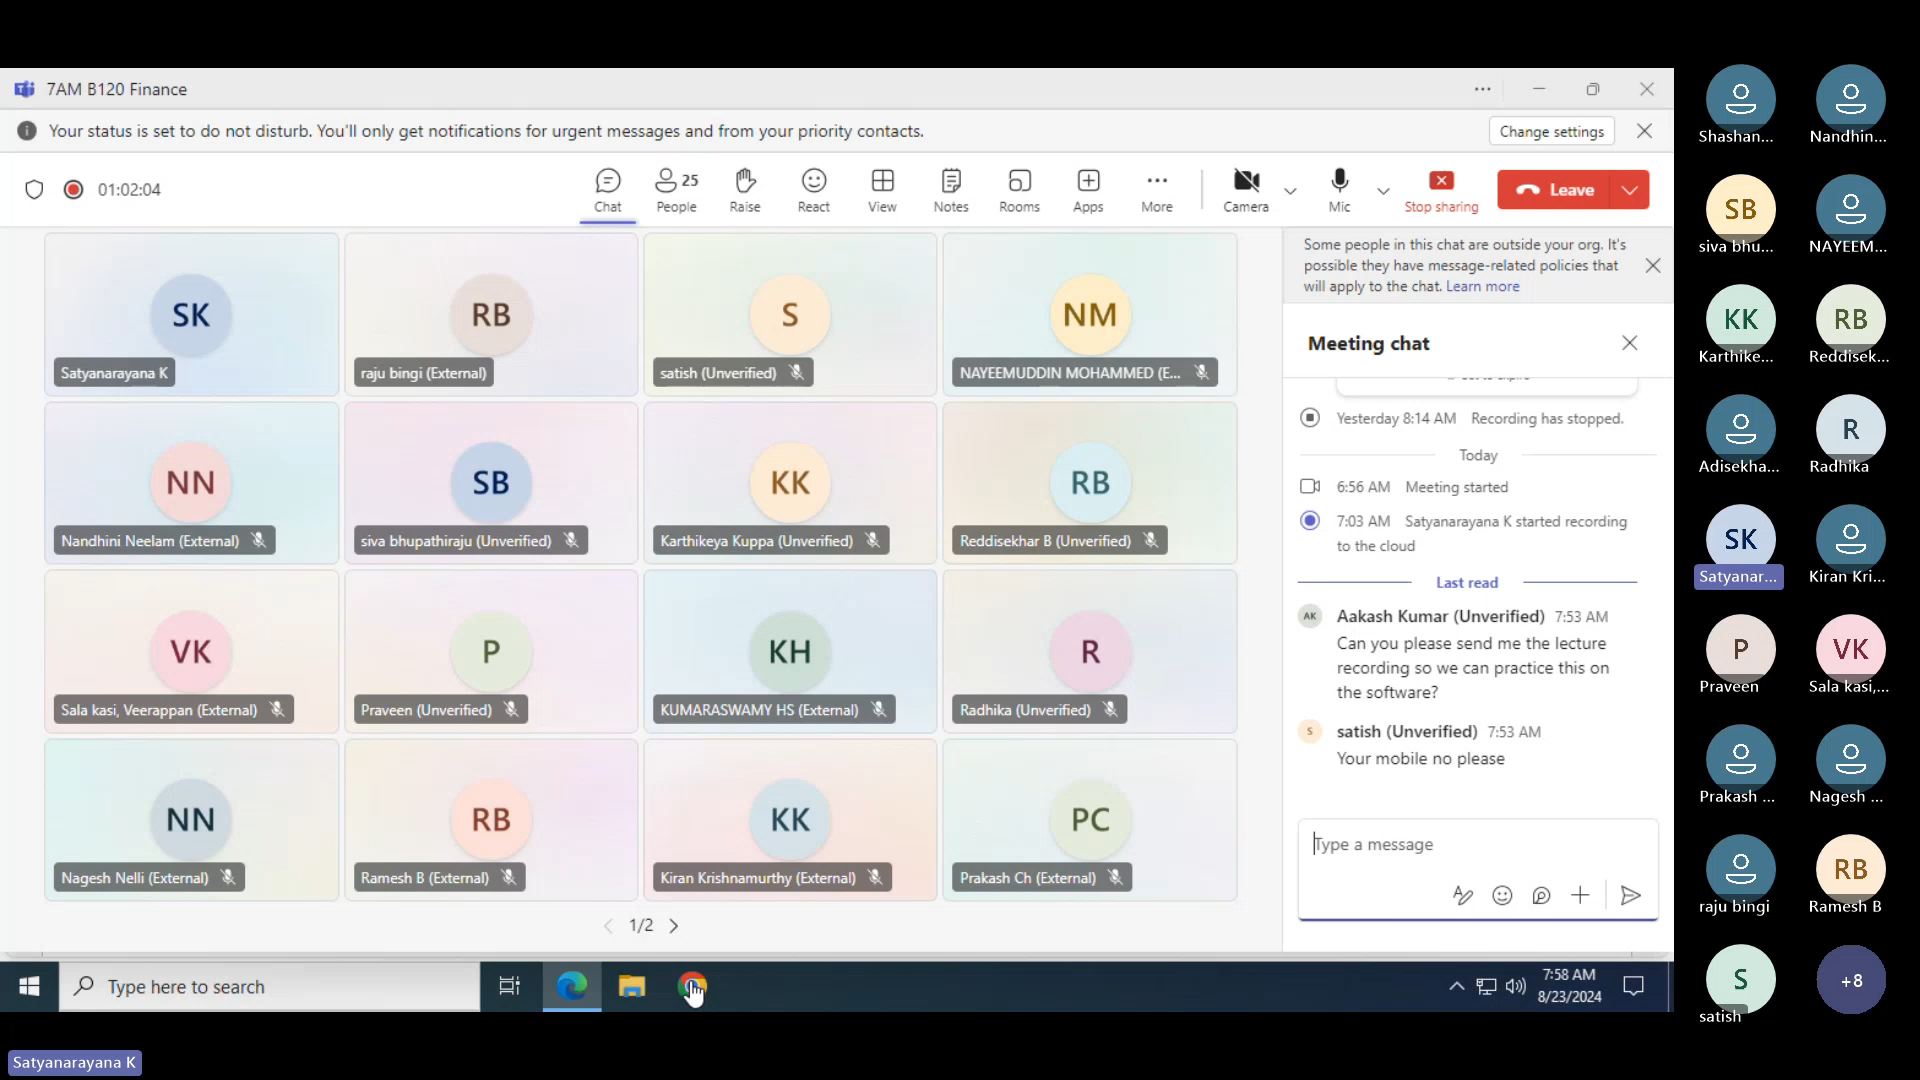 7AM B120 Finance
Your status is set to do not disturb. You'll only get notifications for urgent messages and from your priority contacts.
Change settings
01:02:04
Chat
People
25
Raise
React
View
Notes
Rooms
Apps
More
Camera
Mic
Stop sharing
Leave
SK
Satyanarayana K
RB
raju bingi (External)
S
satish (Unverified)
NM
NAYEEMUDDIN MOHAMMED (E...
NN
Nandhini Neelam (External)
SB
siva bhupathiraju (Unverified)
KK
Karthikeya Kuppa (Unverified)
RB
Reddisekhar B (Unverified)
VK
Sala kasi, Veerappan (External)
P
Praveen (Unverified)
KH
KUMARASWAMY HS (External)
R
Radhika (Unverified)
NN
Nagesh Nelli (External)
RB
Ramesh B (External)
KK
Kiran Krishnamurthy (External)
PC
Prakash Ch (External)
1/2
Some people in this chat are outside your org. It's
possible they have message-related policies that
will apply to the chat. Learn more
Meeting chat
Yesterday 8:14 AM Recording has stopped.
Today
6:56 AM Meeting started
7:03 AM Satyanarayana K started recording
to the cloud
Last read
AK
Aakash Kumar (Unverified) 7:53 AM
Can you please send me the lecture
recording so we can practice this on
the software?
S
satish (Unverified) 7:53 AM
Your mobile no please
Type a message
Type here to search
7:58 AM
8/23/2024
Shashan...
Nandhin...
SB
siva bhu...
NAYEEM...
KK
Karthike...
RB
Reddisek...
Adisekha...
R
Radhika
SK
Satyanar...
Kiran Kri...
P
Praveen
VK
Sala kasi,...
Prakash ...
Nagesh ...
raju bingi
RB
Ramesh B
S
satish
+8
Satyanarayana K